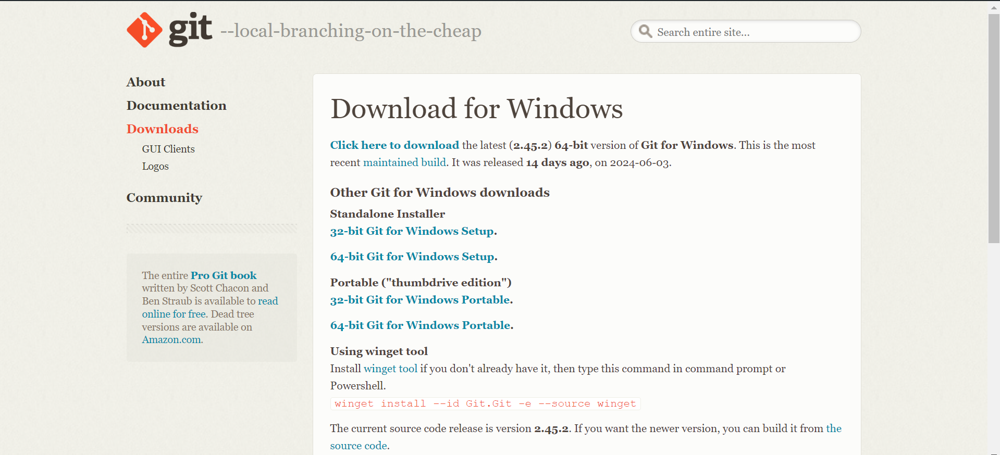 git --local-branching-on-the-cheap
Search entire site...
About
Documentation
Downloads
GUI Clients
Logos
Community
The entire Pro Git book
written by Scott Chacon and
Ben Straub is available to read
online for free. Dead tree
versions are available on
Amazon.com.
Download for Windows
Click here to download the latest (2.45.2) 64-bit version of Git for Windows. This is the most
recent maintained build. It was released 14 days ago, on 2024-06-03.
Other Git for Windows downloads
Standalone Installer
32-bit Git for Windows Setup.
64-bit Git for Windows Setup.
Portable ("thumbdrive edition")
32-bit Git for Windows Portable.
64-bit Git for Windows Portable.
Using winget tool
Install winget tool if you don't already have it, then type this command in command prompt or
Powershell.
winget install --id Git.Git -e --source winget
The current source code release is version 2.45.2. If you want the newer version, you can build it from the
source code.